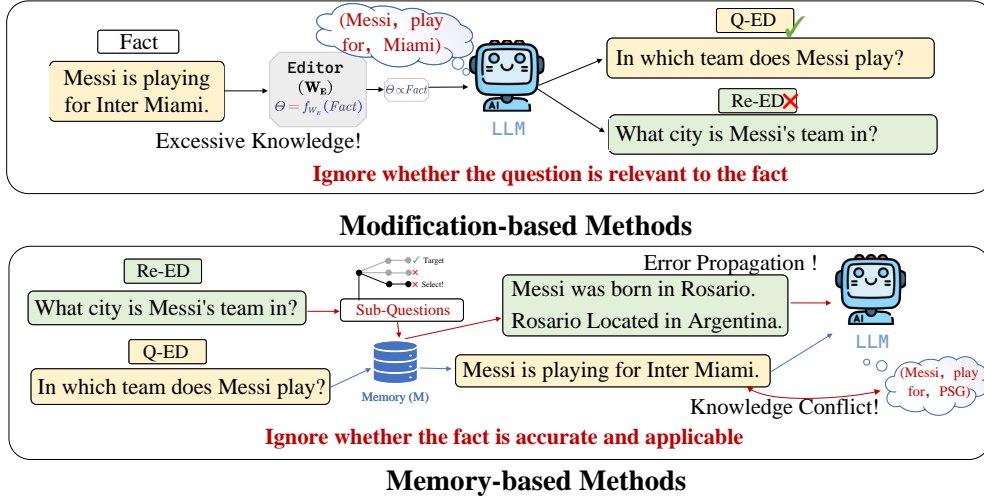 Fact
Messi is playing
for Inter Miami.
Editor
(W_E)
Θ = f_{W_E}(Fact)
Θ∝Fact
Excessive Knowledge!
(Messi, play
for, Miami)
AI
LLM
Q-ED
In which team does Messi play?
Re-ED
What city is Messi's team in?
Ignore whether the question is relevant to the fact
Modification-based Methods
Re-ED
What city is Messi's team in?
Q-ED
In which team does Messi play?
Target
Select!
Sub-Questions
Memory (M)
Error Propagation !
Messi was born in Rosario.
Rosario Located in Argentina.
Messi is playing for Inter Miami.
AI
LLM
(Messi, play
for, PSG)
Knowledge Conflict!
Ignore whether the fact is accurate and applicable
Memory-based Methods